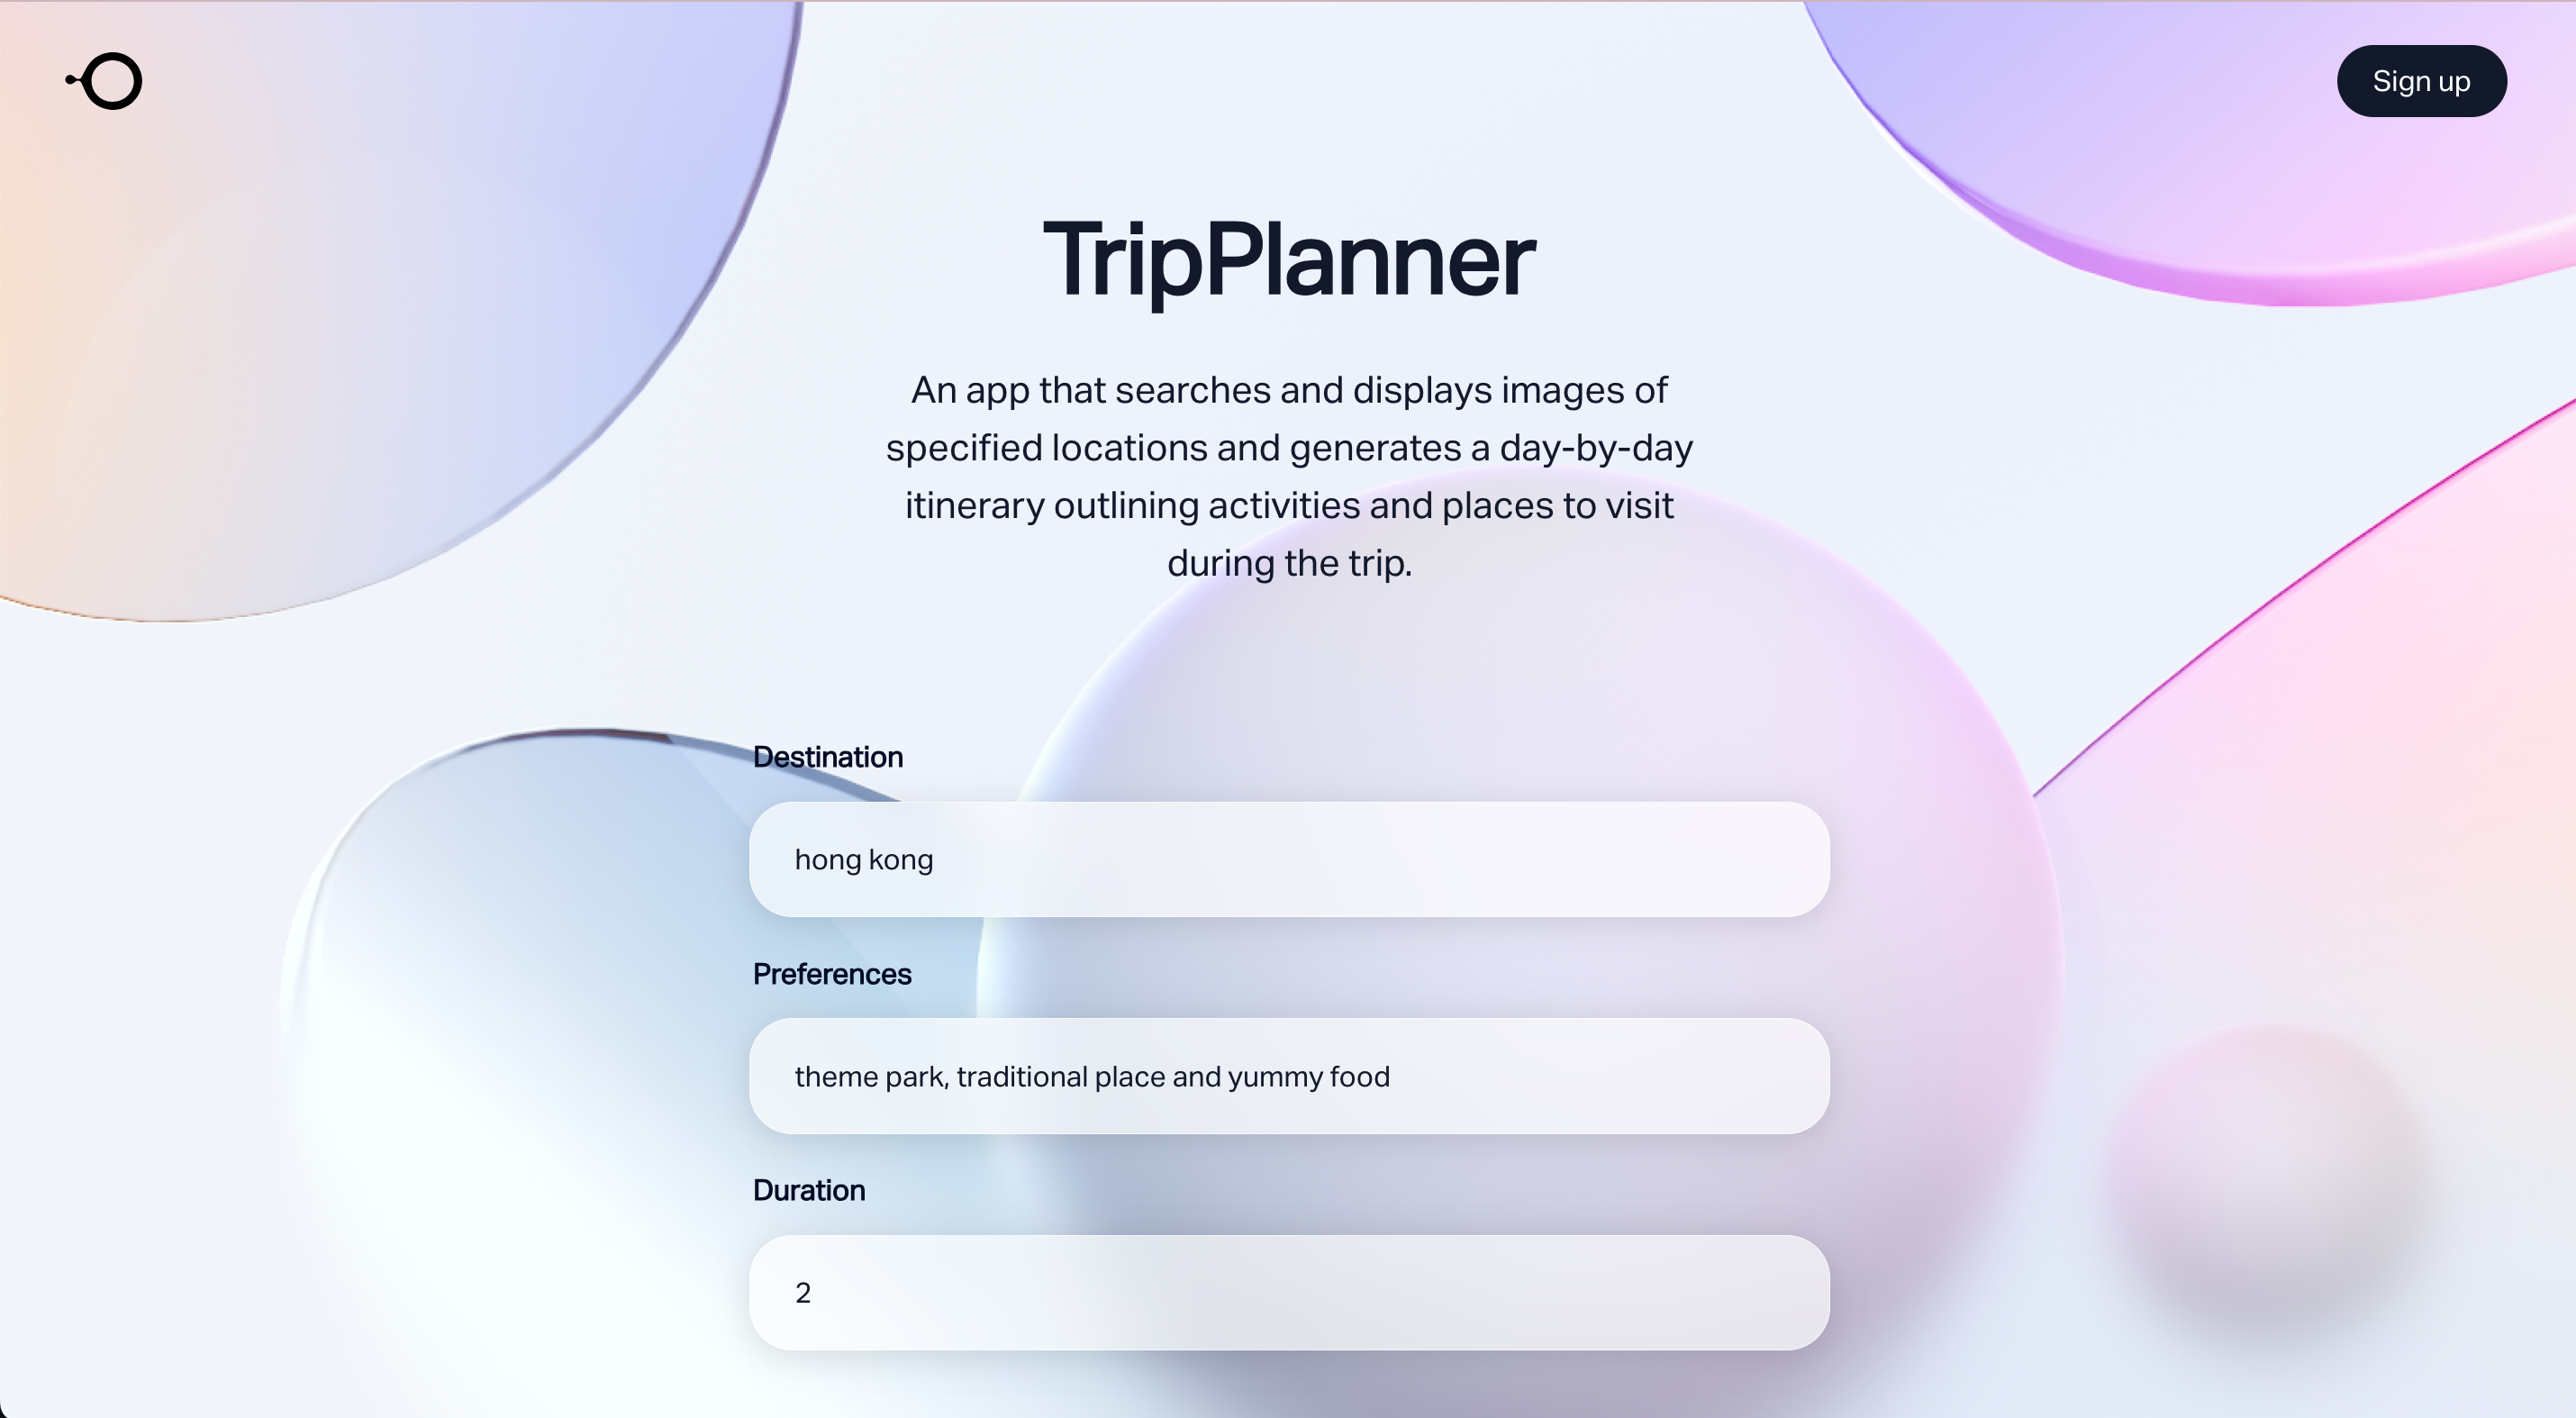 Sign up
TripPlanner
An app that searches and displays images of
specified locations and generates a day-by-day
itinerary outlining activities and places to visit
during the trip.
Destination
hong kong
Preferences
theme park, traditional place and yummy food
Duration
2